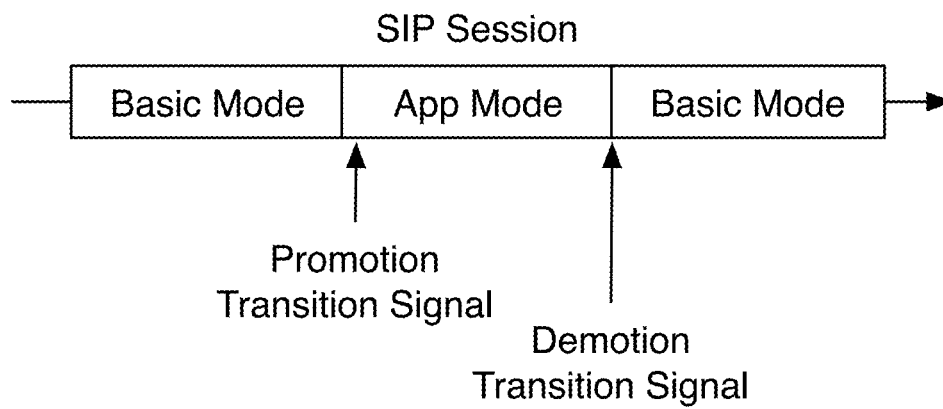 SIP Session
Basic Mode App Mode Basic Mode
Promotion
Transition Signal
Demotion
Transition Signal